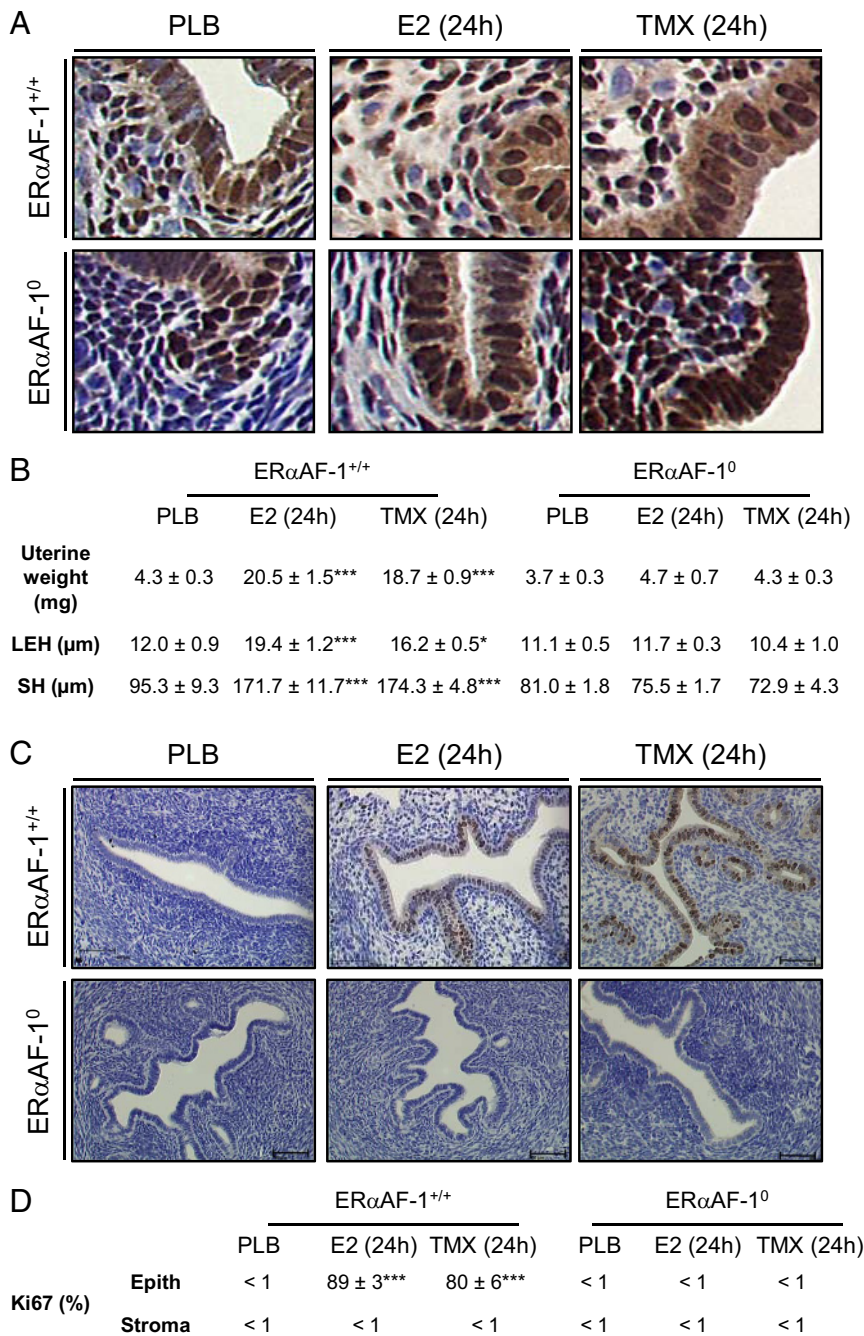 A
PLB E2 (24h) TMX (24h)
ERαAF-1+/+
ERαAF-10
B
ERαAF-1+/+ ERαAF-10
PLB E2 (24h) TMX (24h) PLB E2 (24h) TMX (24h)
Uterine
weight
(mg)
4.3 ± 0.3 20.5 ± 1.5*** 18.7 ± 0.9*** 3.7 ± 0.3 4.7 ± 0.7 4.3 ± 0.3
LEH (µm) 12.0 ± 0.9 19.4 ± 1.2*** 16.2 ± 0.5* 11.1 ± 0.5 11.7 ± 0.3 10.4 ± 1.0
SH (µm) 95.3 ± 9.3 171.7 ± 11.7*** 174.3 ± 4.8*** 81.0 ± 1.8 75.5 ± 1.7 72.9 ± 4.3
C
PLB E2 (24h) TMX (24h)
ERαAF-1+/+
ERαAF-10
D
ERαAF-1+/+ ERαAF-10
PLB E2 (24h) TMX (24h) PLB E2 (24h) TMX (24h)
Ki67 (%)
Epith < 1 89 ± 3*** 80 ± 6*** < 1 < 1 < 1
Stroma < 1 < 1 < 1 < 1 < 1 < 1